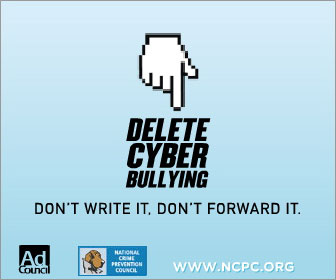 DELETE
CYBER
BULLYING
DON'T WRITE IT, DON'T FORWARD IT.
Ad
Council
NATIONAL
CRIME
PREVENTION
COUNCIL
WWW.NCPC.ORG